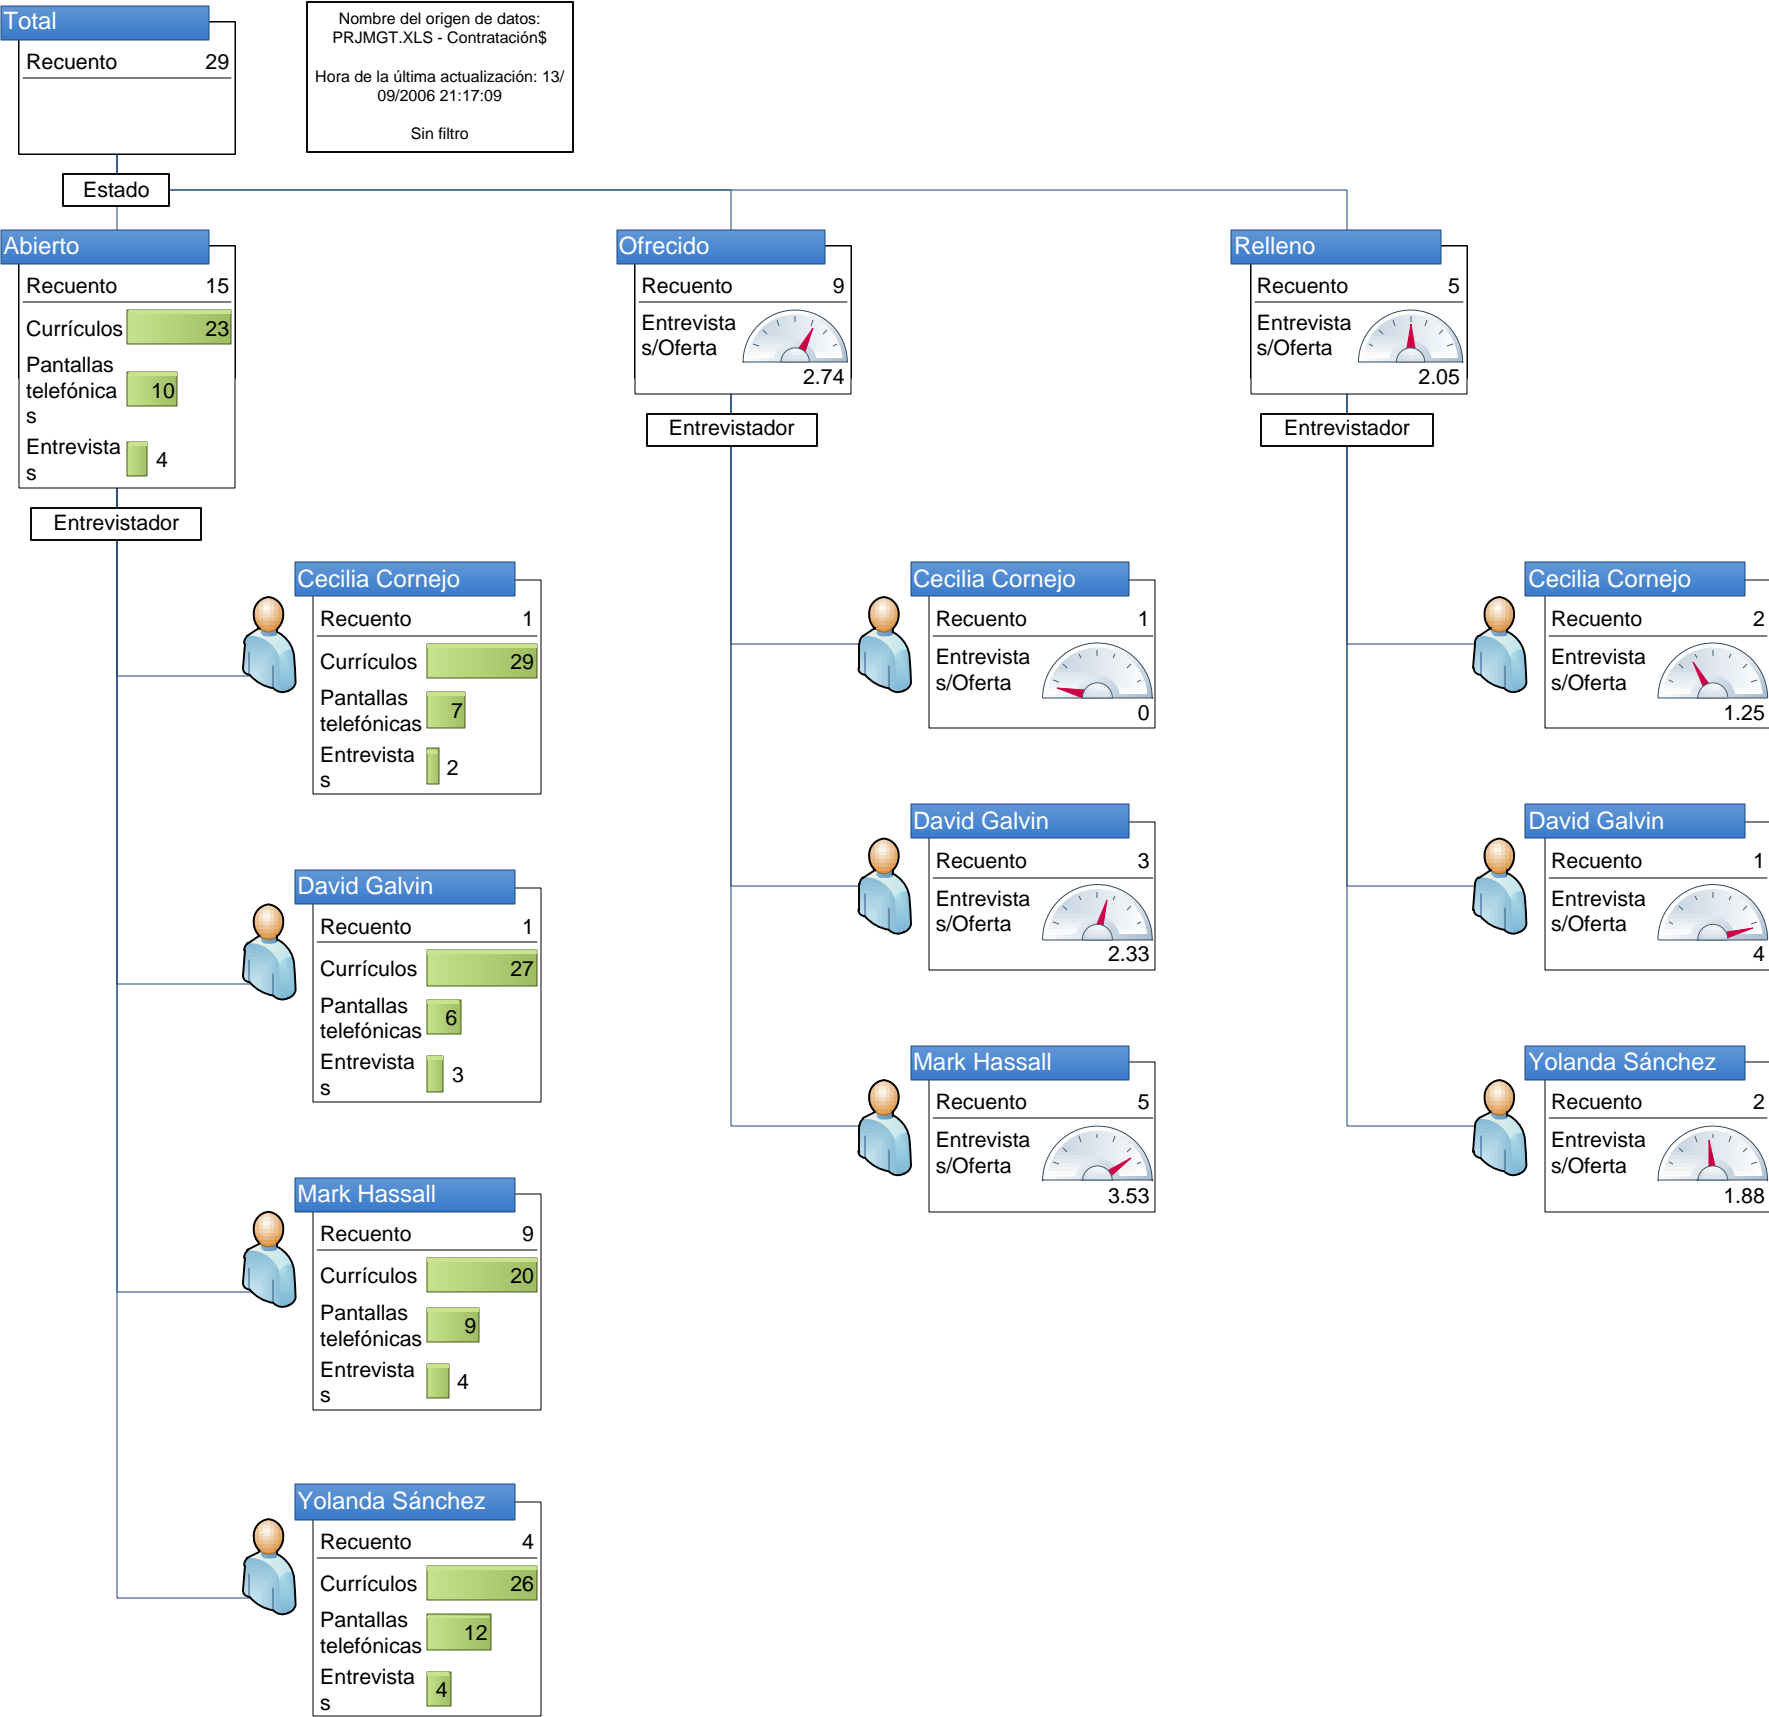 Total
Recuento 29
Nombre del origen de datos:
PRJMGT.XLS - Contratación$
Hora de la última actualización: 13/
09/2006 21:17:09
Sin filtro
Estado
Abierto
Recuento 15
Currículos 23
Pantallas
telefónica
s
10
Entrevista
s
4
Entrevistador
Ofrecido
Recuento 9
Entrevista
s/Oferta
2.74
Entrevistador
Relleno
Recuento 5
Entrevista
s/Oferta
2.05
Entrevistador
Cecilia Cornejo
Recuento 1
Currículos 29
Pantallas
telefónicas
7
Entrevista
s
2
David Galvin
Recuento 1
Currículos 27
Pantallas
telefónicas
6
Entrevista
s
3
Mark Hassall
Recuento 9
Currículos 20
Pantallas
telefónicas
9
Entrevista
s
4
Yolanda Sánchez
Recuento 4
Currículos 26
Pantallas
telefónicas
12
Entrevista
s
4
Cecilia Cornejo
Recuento 1
Entrevista
s/Oferta
0
David Galvin
Recuento 3
Entrevista
s/Oferta
2.33
Mark Hassall
Recuento 5
Entrevista
s/Oferta
3.53
Cecilia Cornejo
Recuento 2
Entrevista
s/Oferta
1.25
David Galvin
Recuento 1
Entrevista
s/Oferta
4
Yolanda Sánchez
Recuento 2
Entrevista
s/Oferta
1.88